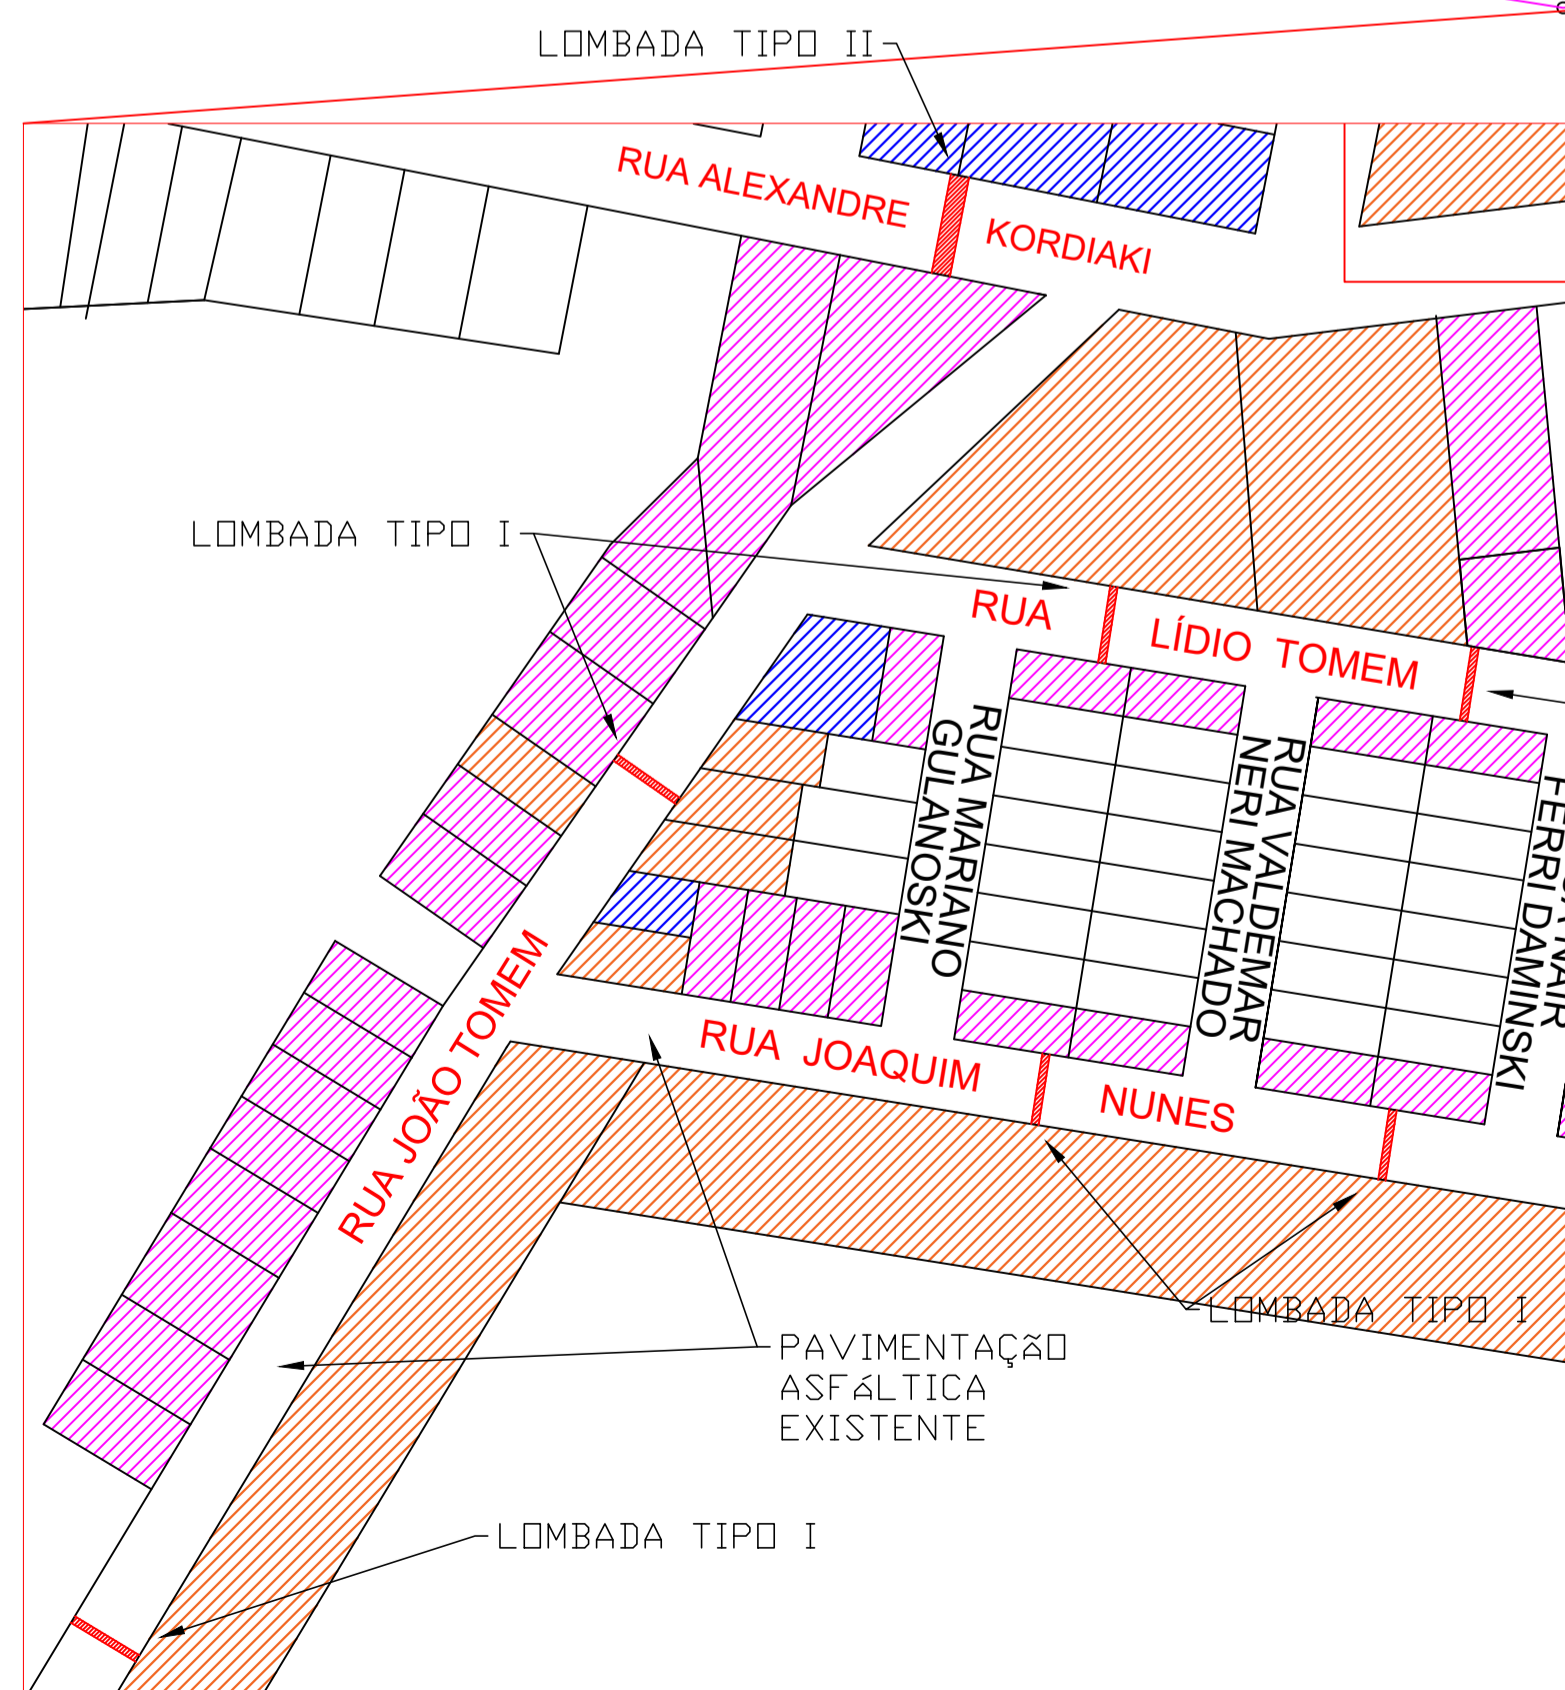 LOMBADA TIPO II
RUA ALEXANDRE
KORDIAKI
LOMBADA TIPO I
RUA
LÍDIO TOMEM
RUA MARIANO
GULANOSKI
RUA VALDEMAR
NERI MACHADO
NAIR
FERRI DAMINSKI
RUA JOÃO TOMEM
RUA JOAQUIM
NUNES
LOMBADA TIPO I
PAVIMENTAÇÃO
ASFÁLTICA
EXISTENTE
LOMBADA TIPO I